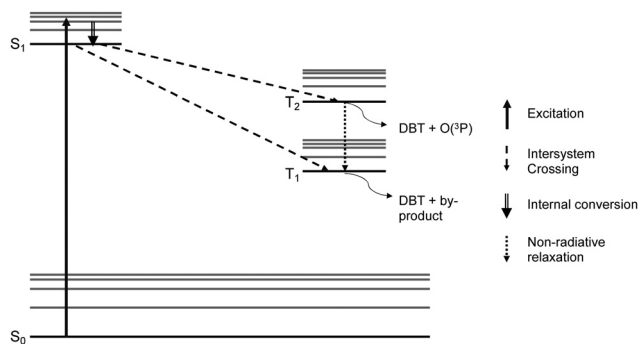 S₁
T₂
DBT + O(³P)
T₁
DBT + by-
product
S₀
Excitation
Intersystem
Crossing
Internal conversion
Non-radiative
relaxation